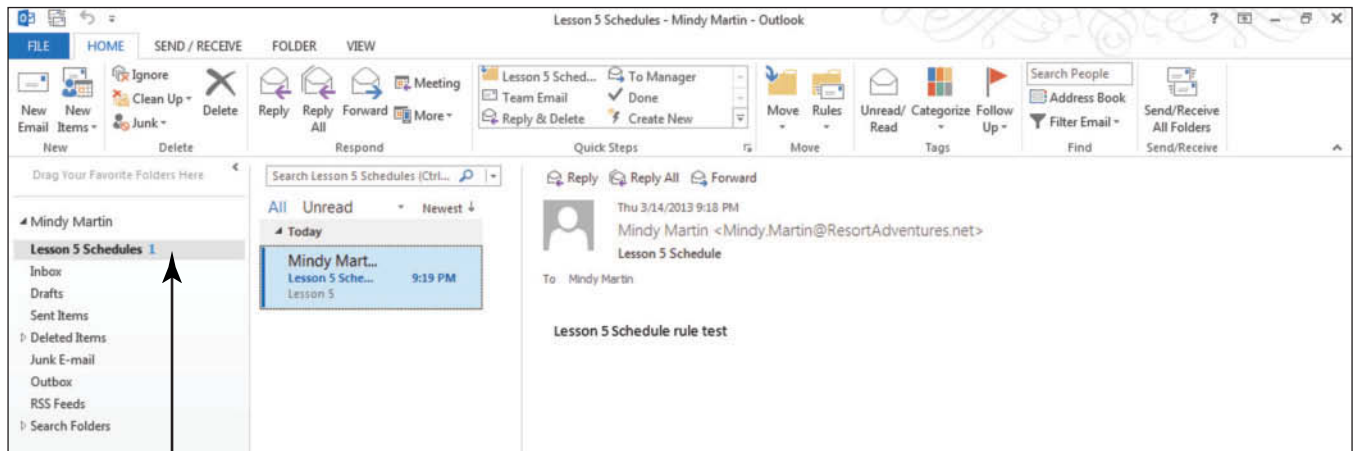 Lesson 5 Schedules - Mindy Martin - Outlook
FILE HOME SEND / RECEIVE FOLDER VIEW
New Email
New Items
New
Ignore
Clean Up
Junk
Delete
Delete
Reply
Reply All
Forward
Meeting
More
Respond
Lesson 5 Sched...
To Manager
Team Email
Done
Reply & Delete
Create New
Quick Steps
Move
Rules
Move
Unread/ Read
Categorize
Follow Up
Tags
Search People
Address Book
Filter Email
Find
Send/Receive All Folders
Send/Receive
Drag Your Favorite Folders Here
Mindy Martin
Lesson 5 Schedules 1
Inbox
Drafts
Sent Items
Deleted Items
Junk E-mail
Outbox
RSS Feeds
Search Folders
Search Lesson 5 Schedules (Ctrl...
All Unread Newest
Today
Mindy Mart...
Lesson 5 Sche... 9:19 PM
Lesson 5
Reply Reply All Forward
Thu 3/14/2013 9:18 PM
Mindy Martin <Mindy.Martin@ResortAdventures.net>
Lesson 5 Schedule
To Mindy Martin
Lesson 5 Schedule rule test